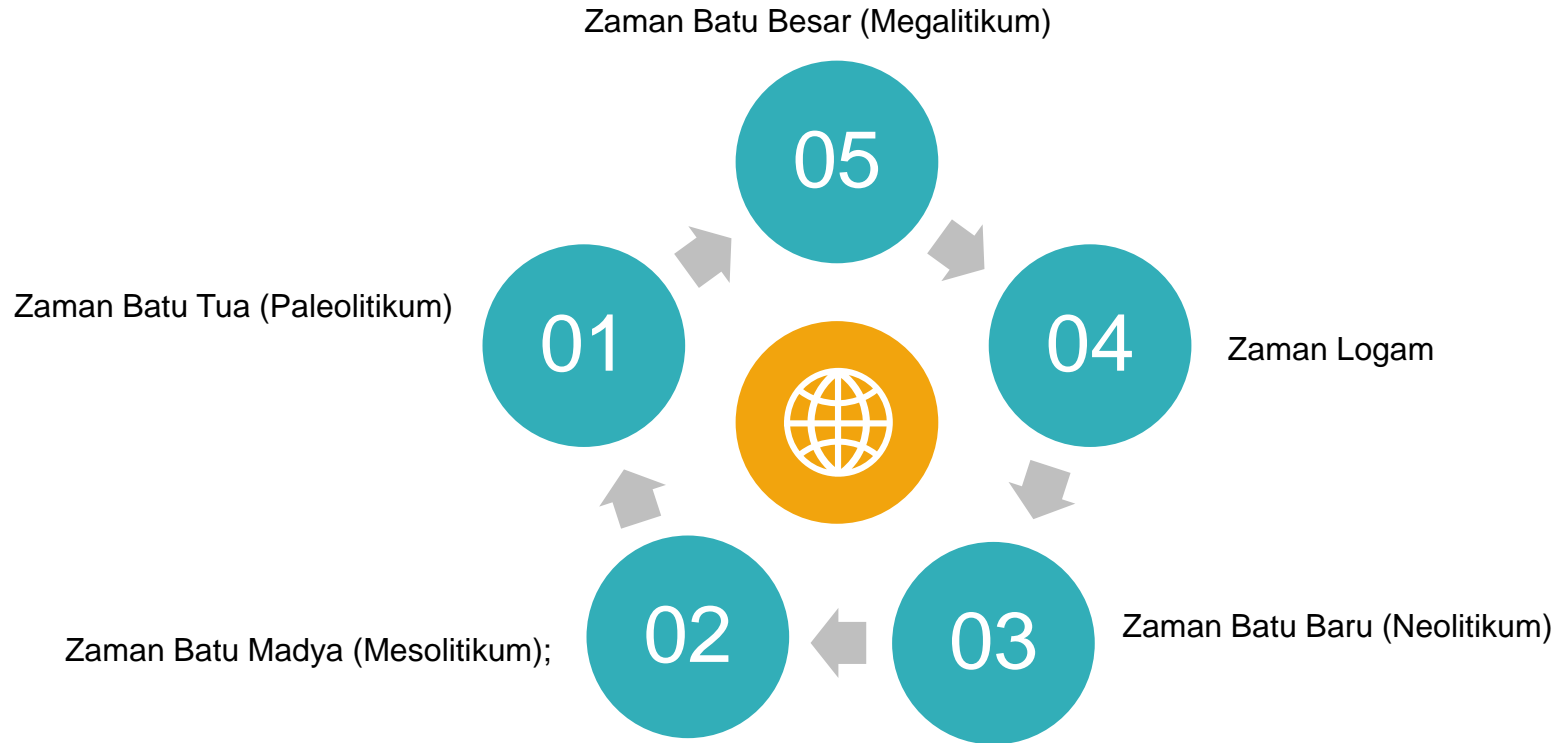 Zaman Batu Besar (Megalitikum)
05
Zaman Batu Tua (Paleolitikum)
01
04
Zaman Logam
02
Zaman Batu Madya (Mesolitikum);
03
Zaman Batu Baru (Neolitikum)